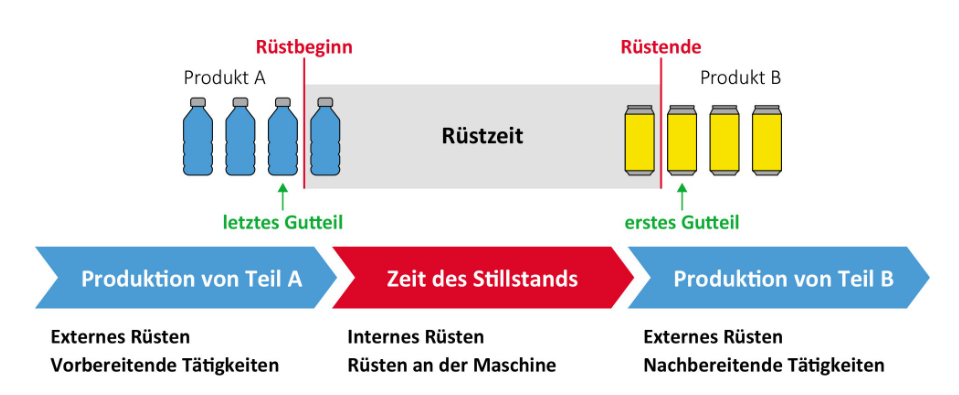 Rüstbeginn
Rüstende
Produkt A
Produkt B
Rüstzeit
letztes Gutteil
erstes Gutteil
Produktion von Teil A
Zeit des Stillstands
Produktion von Teil B
Externes Rüsten
Vorbereitende Tätigkeiten
Internes Rüsten
Rüsten an der Maschine
Externes Rüsten
Nachbereitende Tätigkeiten